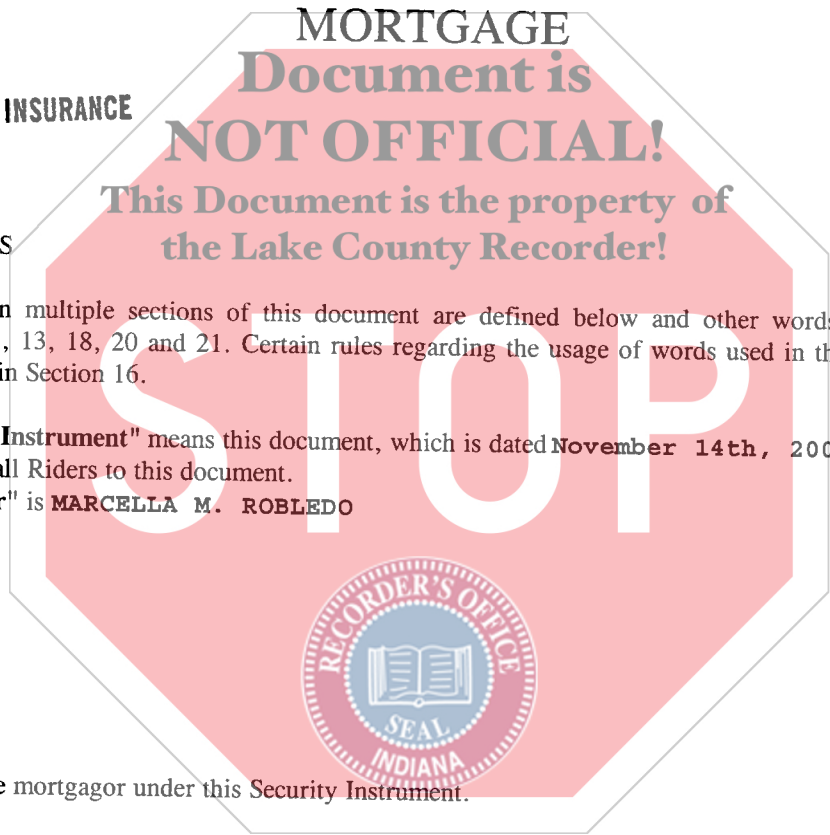 MORTGAGE
Document is
INSURANCE
NOT OFFICIAL!
This Document is the property of
S
the Lake County Recorder!
n multiple sections of this document are defined below and other words
, 13, 18, 20 and 21. Certain rules regarding the usage of words used in th
in Section 16.
Instrument" means this document, which is dated November 14th, 200
all Riders to this document.
r" is MARCELLA M. ROBLEDO
STOP
RECORDER'S OFFICE
SEAL
INDIANA
e mortgagor under this Security Instrument.